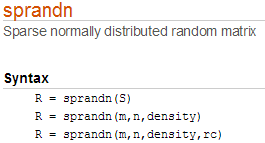 sprandn
Sparse normally distributed random matrix
Syntax
R = sprandn(S)
R = sprandn(m,n,density)
R = sprandn(m,n,density,rc)